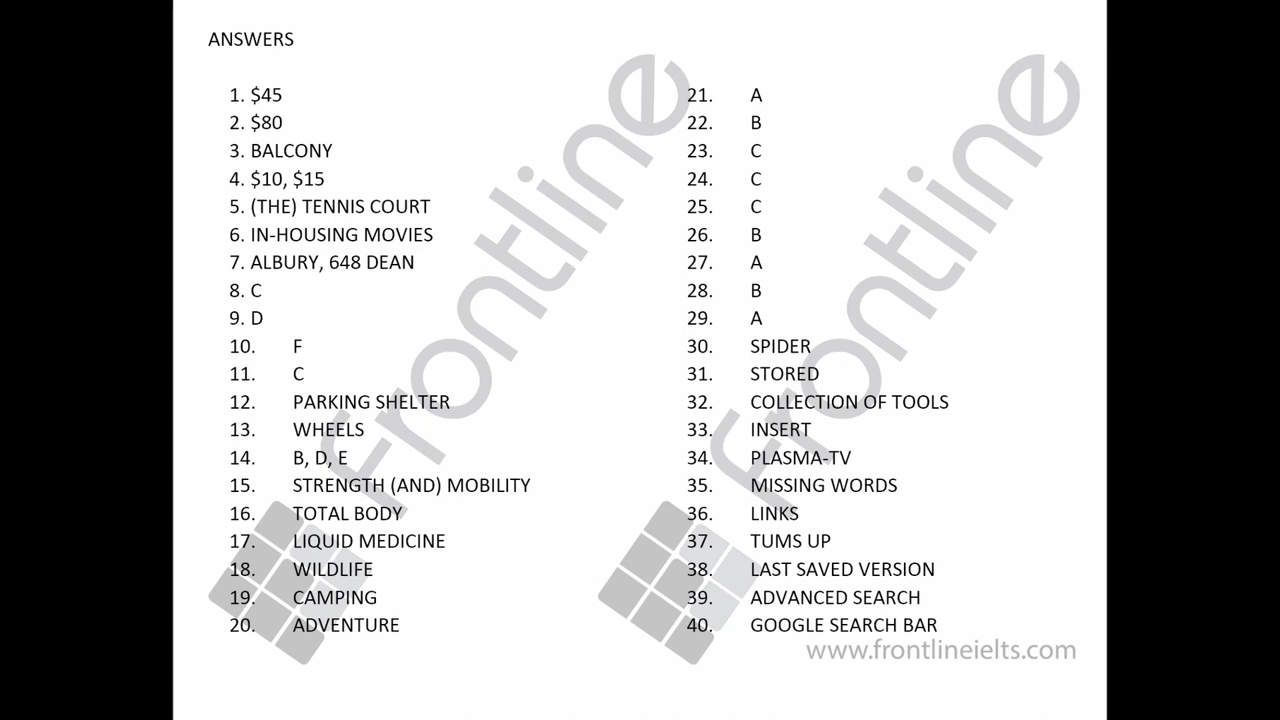 ANSWERS
1. $45
2. $80
3. BALCONY
4. $10, $15
5. (THE) TENNIS COURT
6. IN-HOUSING MOVIES
7. ALBURY, 648 DEAN
8. C
9. D
10. F
11. C
12. PARKING SHELTER
13. WHEELS
14. B, D, E
15. STRENGTH (AND) MOBILITY
16. TOTAL BODY
17. LIQUID MEDICINE
18. WILDLIFE
19. CAMPING
20. ADVENTURE
21. A
22. B
23. C
24. C
25. C
26. B
27. A
28. B
29. A
30. SPIDER
31. STORED
32. COLLECTION OF TOOLS
33. INSERT
34. PLASMA-TV
35. MISSING WORDS
36. LINKS
37. TUMS UP
38. LAST SAVED VERSION
39. ADVANCED SEARCH
40. GOOGLE SEARCH BAR
Frontline
Frontline
www.frontlineielts.com